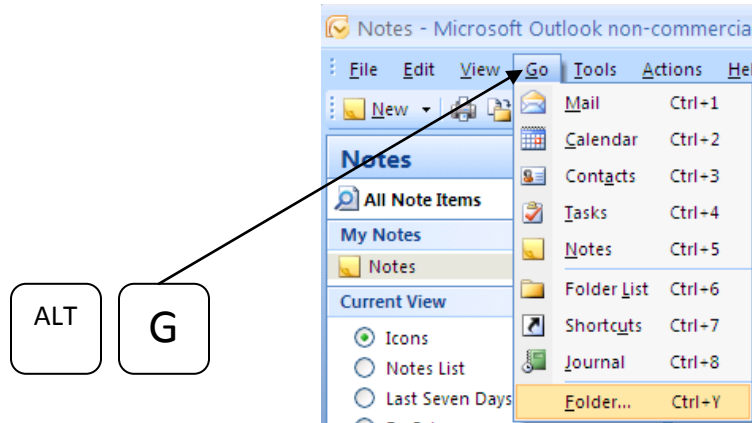 Notes - Microsoft Outlook non-commercia
File Edit View Go Tools Actions He
New
Mail Ctrl+1
Calendar Ctrl+2
Contacts Ctrl+3
Tasks Ctrl+4
Notes Ctrl+5
Folder List Ctrl+6
Shortcuts Ctrl+7
Journal Ctrl+8
Folder... Ctrl+Y
Notes
All Note Items
My Notes
Notes
Current View
Icons
Notes List
Last Seven Days
ALT
G